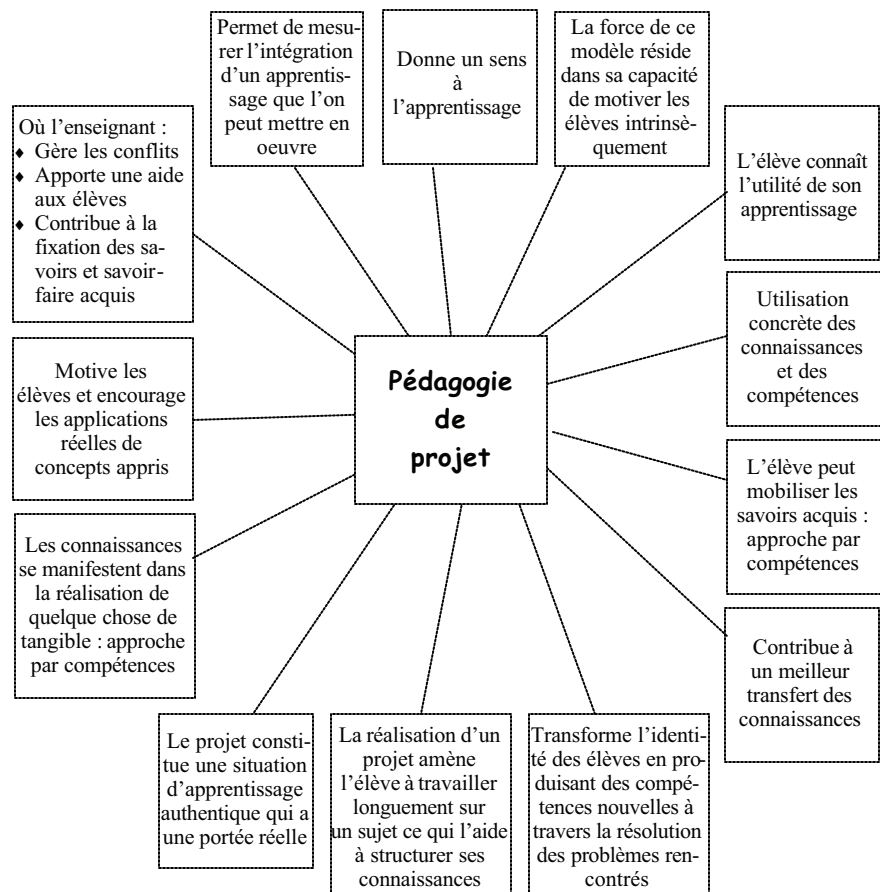 Permet de mesu-
rer l'intégration
d'un apprentis-
sage que l'on
peut mettre en
oeuvre
Donne un sens
à
l'apprentissage
La force de ce
modèle réside
dans sa capacité
de motiver les
élèves intrinsè-
quement
Où l'enseignant :
♦ Gère les conflits
♦ Apporte une aide
aux élèves
♦ Contribue à la
fixation des sa-
voirs et savoir-
faire acquis
L'élève connaît
l'utilité de son
apprentissage
Utilisation
concrète des
connaissances
et des
compétences
Motive les
élèves et encourage
les applications
réelles de
concepts appris
Pédagogie
de
projet
L'élève peut
mobiliser les
savoirs acquis :
approche par
compétences
Les connaissances
se manifestent dans
la réalisation de
quelque chose de
tangible : approche
par compétences
Contribue à
un meilleur
transfert des
connaissances
Le projet consti-
tue une situation
d'apprentissage
authentique qui a
une portée réelle
La réalisation d'un
projet amène
l'élève à travailler
longuement sur
un sujet ce qui l'aide
à structurer ses
connaissances
Transforme l'identi-
té des élèves en pro-
duisant des compé-
tences nouvelles à
travers la résolution
des problèmes ren-
contrés